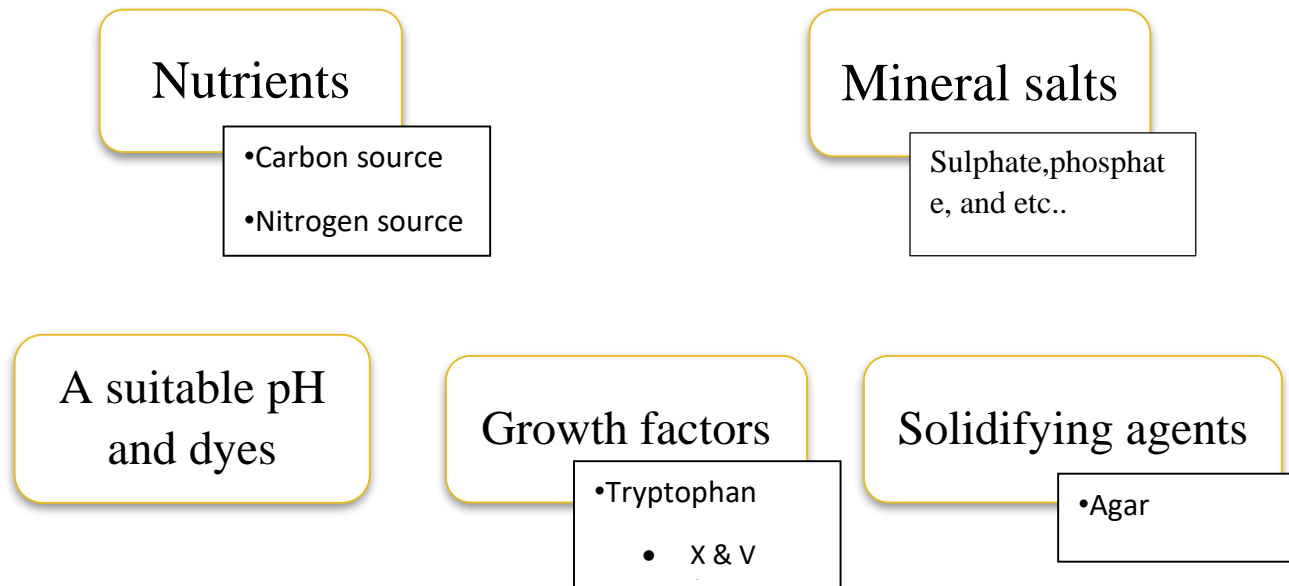 Nutrients
•Carbon source
•Nitrogen source
Mineral salts
Sulphate,phosphat
e, and etc..
A suitable pH
and dyes
Growth factors
•Tryptophan
• X & V
Solidifying agents
•Agar